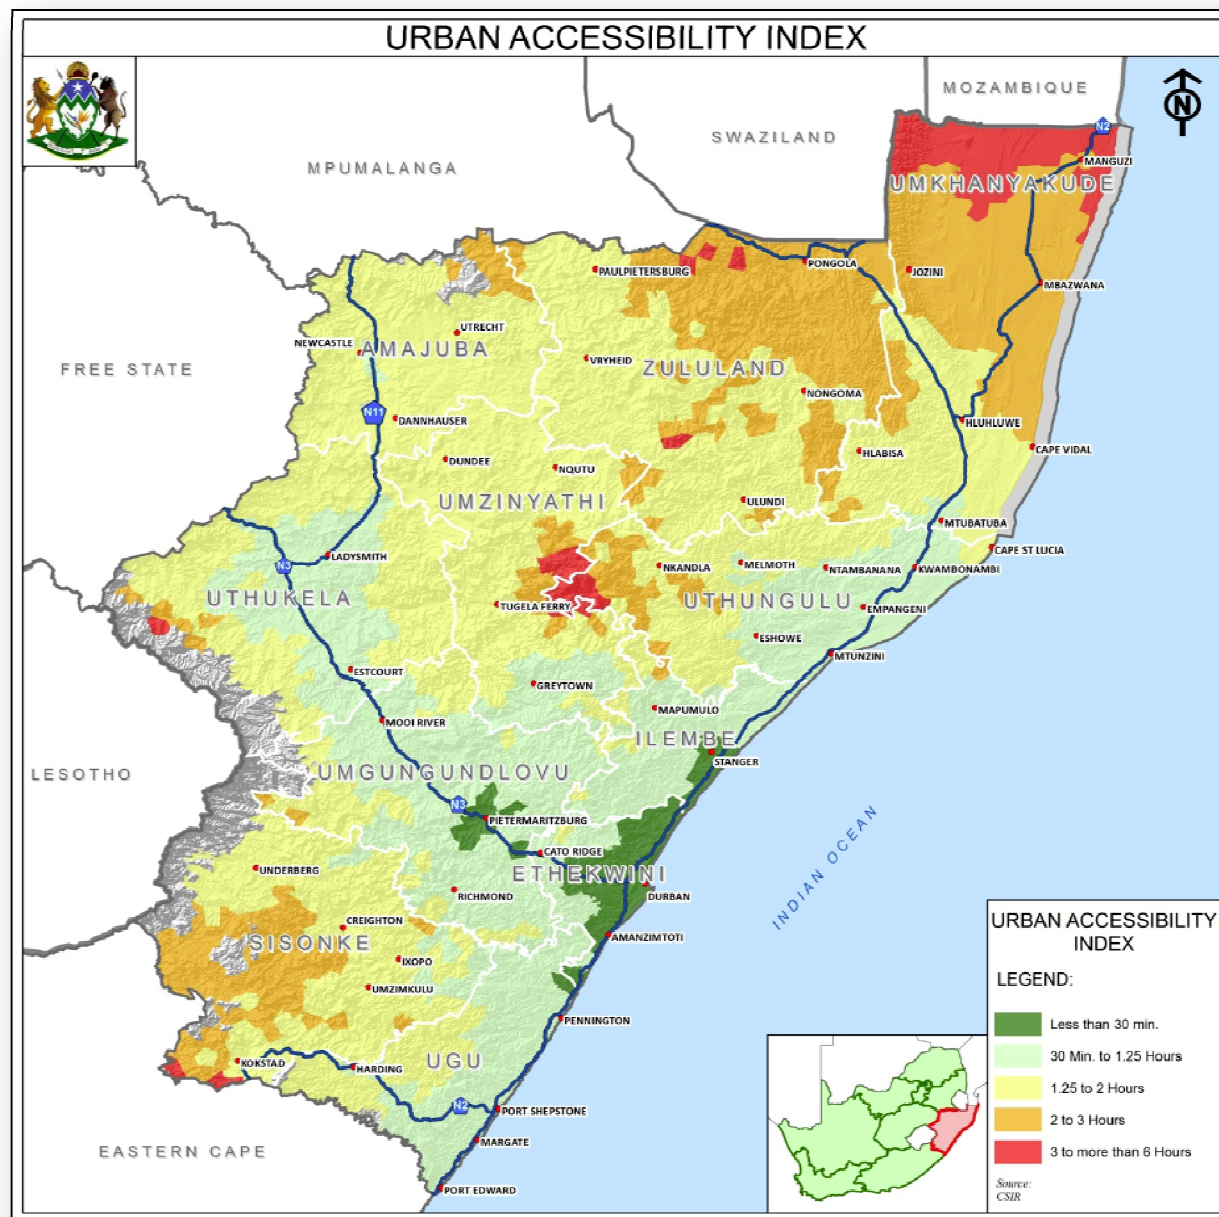 URBAN ACCESSIBILITY INDEX
MOZAMBIQUE
N
N2
SWAZILAND
MPUMALANGA
MANGUZI
UMKHANYAKUDE
PONGOLA
PAULPIETERSBURG
JOZINI
MBAZWANA
UTRECHT
NEWCASTLE
AMAJUBA
VRYHEID
ZULULAND
FREE STATE
NONGOMA
N11
DANNHAUSER
HLUHLUWE
HLABISA
CAPE VIDAL
DUNDEE
NQUTU
UMZINYATHI
ULUNDI
MTUBATUBA
CAPE ST LUCIA
LADYSMITH
N3
NKANDLA
MELMOTH
NTAMBANANA
KWAMBONAMBI
UTHUKELA
TUGELA FERRY
UTHUNGULU
EMPANGENI
ESHOWE
MTUNZINI
ESTCOURT
GREYTOWN
MAPUMULO
MOOI RIVER
ILEMBE
STANGER
LESOTHO
UMGUNGUNDLOVU
N3
PIETERMARITZBURG
CATO RIDGE
UNDERBERG
ETHEKWINI
RICHMOND
DURBAN
INDIAN OCEAN
CREIGHTON
SISONKE
AMANZIMTOTI
IXOPO
UMZIMKULU
PENNINGTON
KOKSTAD
HARDING
UGU
N2
PORT SHEPSTONE
MARGATE
EASTERN CAPE
PORT EDWARD
URBAN ACCESSIBILITY
INDEX
LEGEND:
Less than 30 min.
30 Min. to 1.25 Hours
1.25 to 2 Hours
2 to 3 Hours
3 to more than 6 Hours
Source:
CSIR